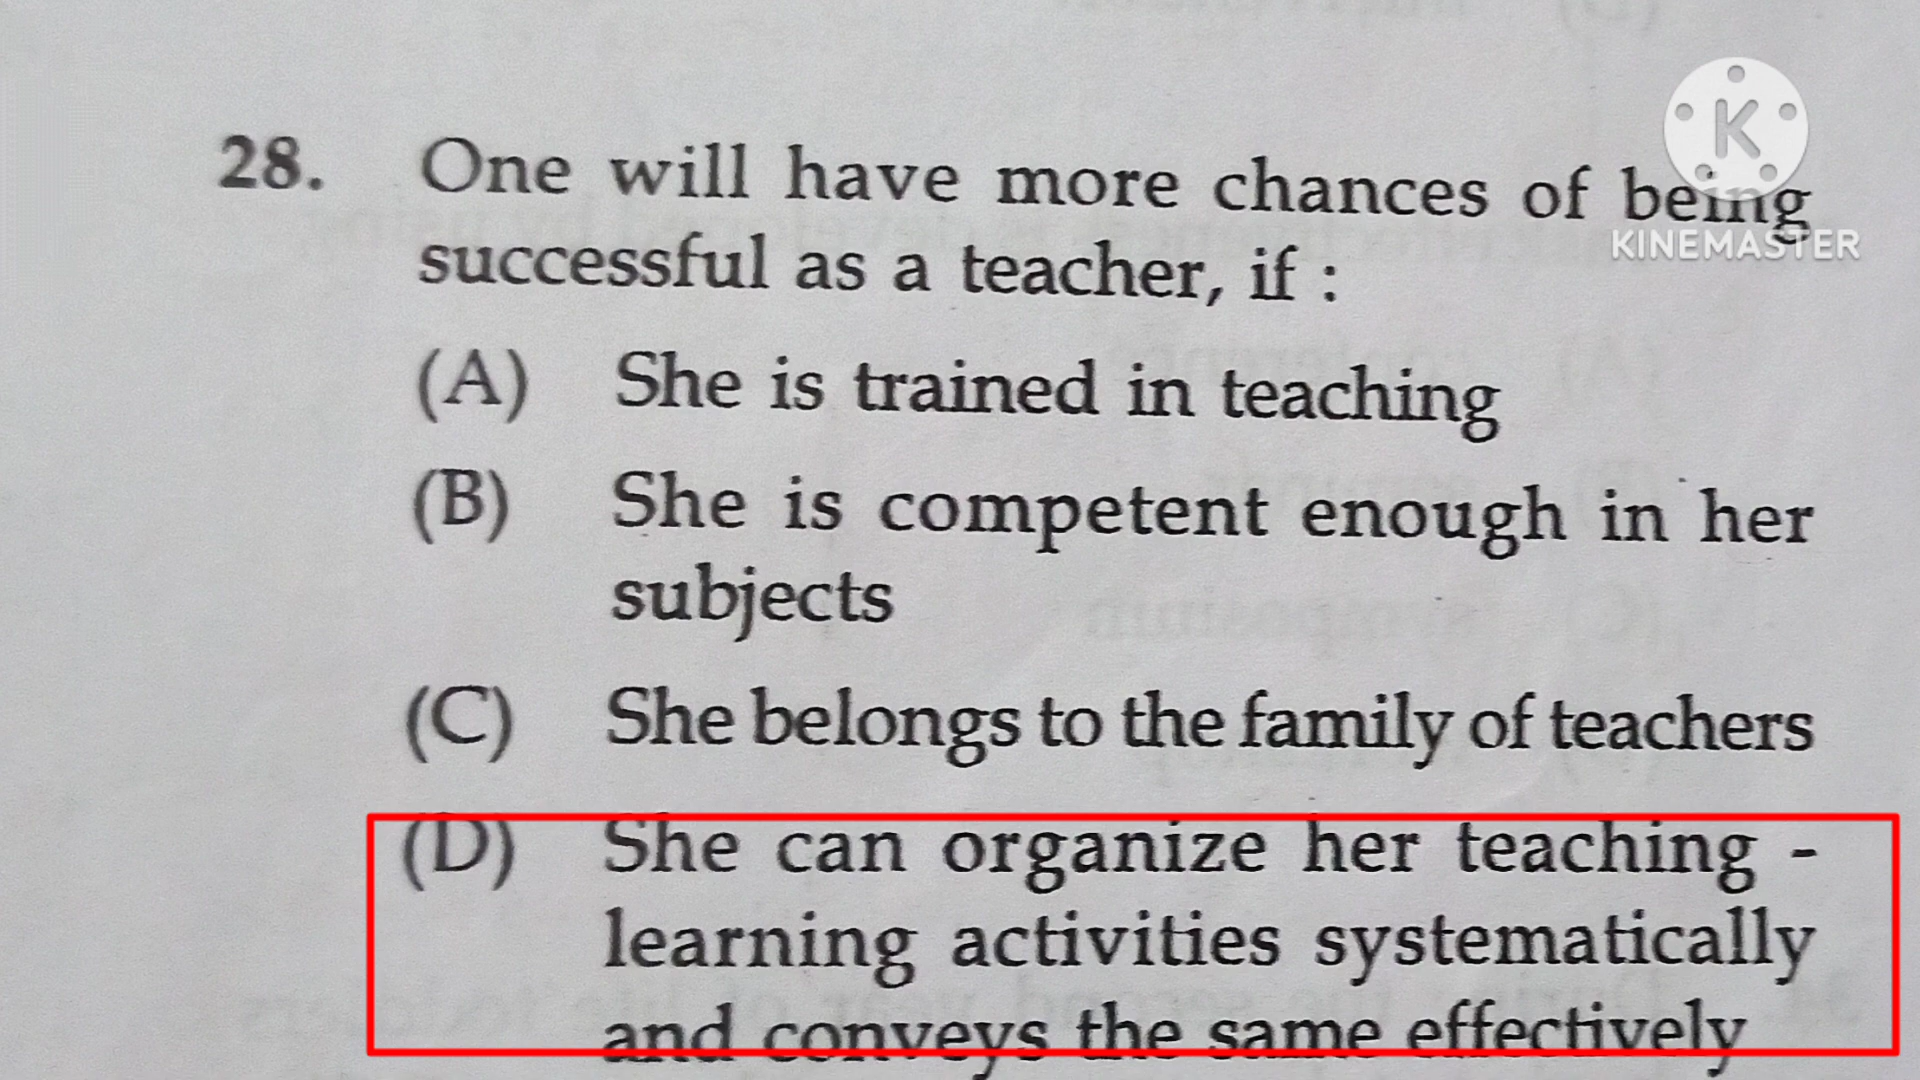 K
KINEMASTER
28. One will have more chances of being
successful as a teacher, if :
(A) She is trained in teaching
(B) She is competent enough in her
subjects
(C) She belongs to the family of teachers
(D) She can organize her teaching -
learning activities systematically
and conveys the same effectively